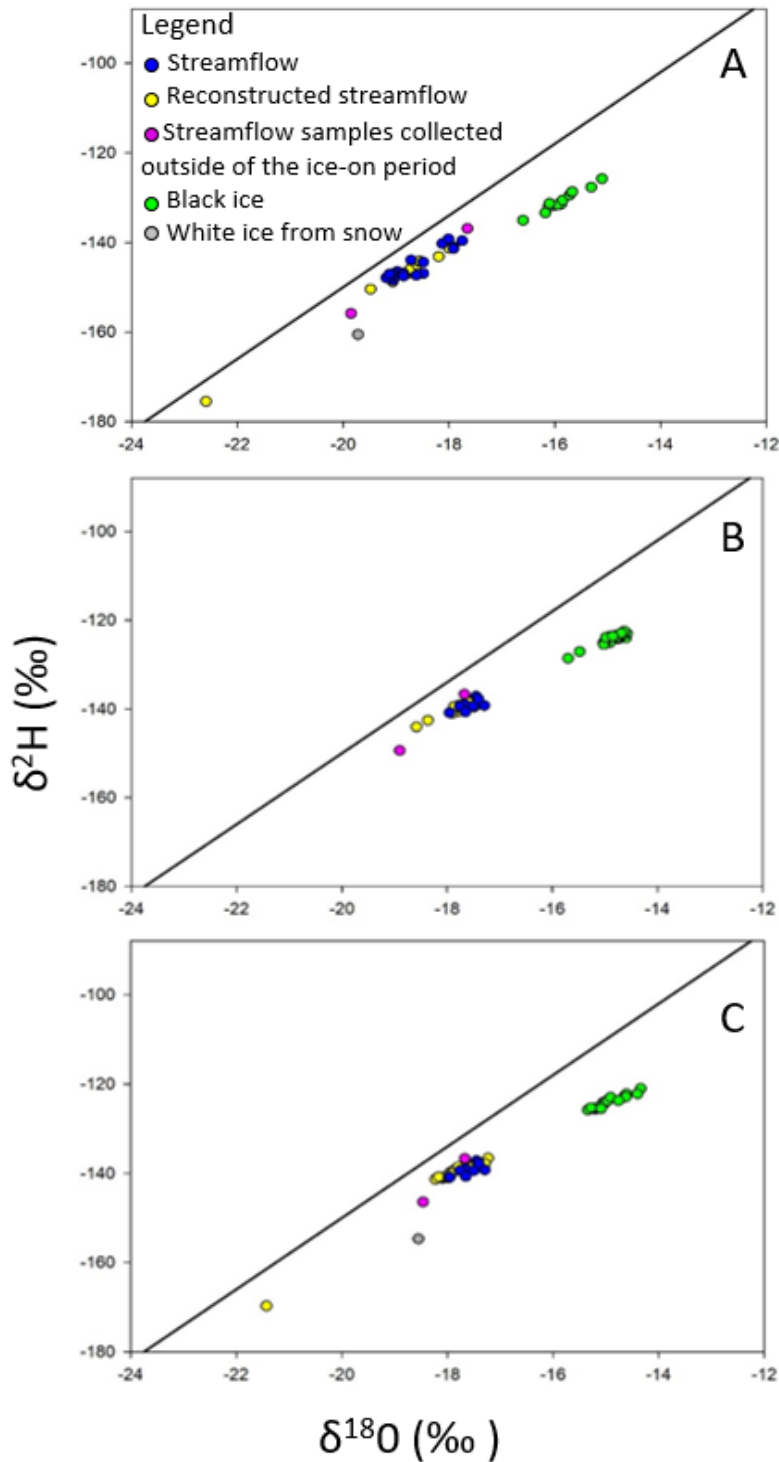 Legend
Streamflow
Reconstructed streamflow
Streamflow samples collected
outside of the ice-on period
Black ice
White ice from snow
A
-100
-120
-140
-160
-180
-24 -22 -20 -18 -16 -14 -12
B
-100
-120
-140
-160
-180
-24 -22 -20 -18 -16 -14 -12
δ²H (‰)
C
-100
-120
-140
-160
-180
-24 -22 -20 -18 -16 -14 -12
δ¹⁸0 (‰ )